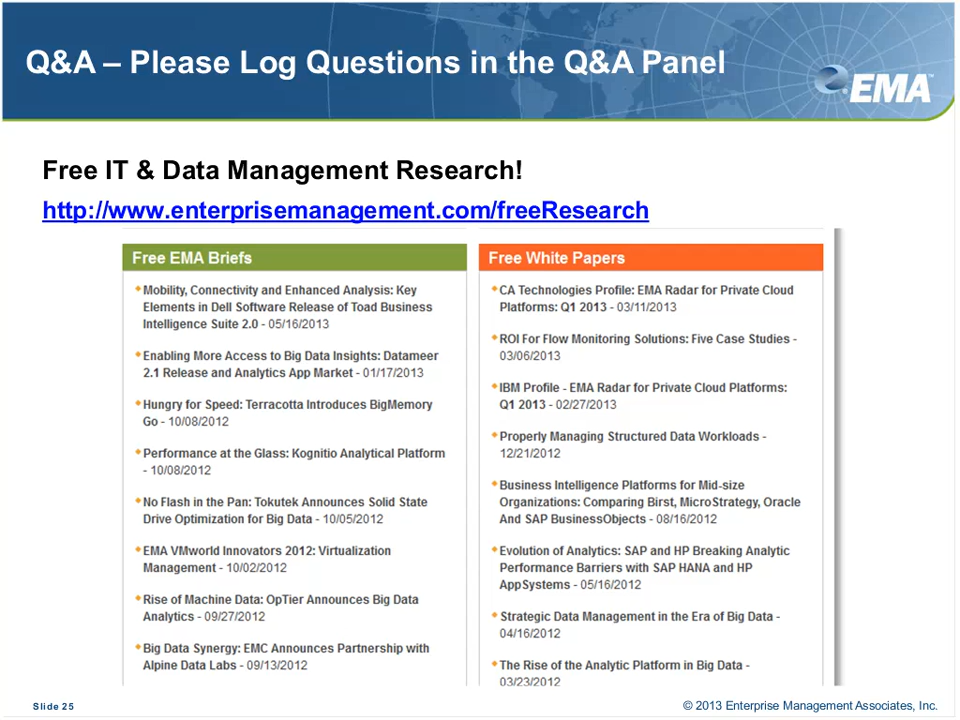 Q&A – Please Log Questions in the Q&A Panel
EMA™
Free IT & Data Management Research!
http://www.enterprisemanagement.com/freeResearch
Free EMA Briefs
Mobility, Connectivity and Enhanced Analysis: Key
Elements in Dell Software Release of Toad Business
Intelligence Suite 2.0 - 05/16/2013
Enabling More Access to Big Data Insights: Datameer
2.1 Release and Analytics App Market - 01/17/2013
Hungry for Speed: Terracotta Introduces BigMemory
Go - 10/08/2012
Performance at the Glass: Kognitio Analytical Platform
- 10/08/2012
No Flash in the Pan: Tokutek Announces Solid State
Drive Optimization for Big Data - 10/05/2012
EMA VMworld Innovators 2012: Virtualization
Management - 10/02/2012
Rise of Machine Data: OpTier Announces Big Data
Analytics - 09/27/2012
Big Data Synergy: EMC Announces Partnership with
Alpine Data Labs - 09/13/2012
Free White Papers
CA Technologies Profile: EMA Radar for Private Cloud
Platforms: Q1 2013 - 03/11/2013
ROI For Flow Monitoring Solutions: Five Case Studies -
03/06/2013
IBM Profile - EMA Radar for Private Cloud Platforms:
Q1 2013 - 02/27/2013
Properly Managing Structured Data Workloads -
12/21/2012
Business Intelligence Platforms for Mid-size
Organizations: Comparing Birst, MicroStrategy, Oracle
And SAP BusinessObjects - 08/16/2012
Evolution of Analytics: SAP and HP Breaking Analytic
Performance Barriers with SAP HANA and HP
AppSystems - 05/16/2012
Strategic Data Management in the Era of Big Data -
04/16/2012
The Rise of the Analytic Platform in Big Data -
03/23/2012
Slide 25
© 2013 Enterprise Management Associates, Inc.